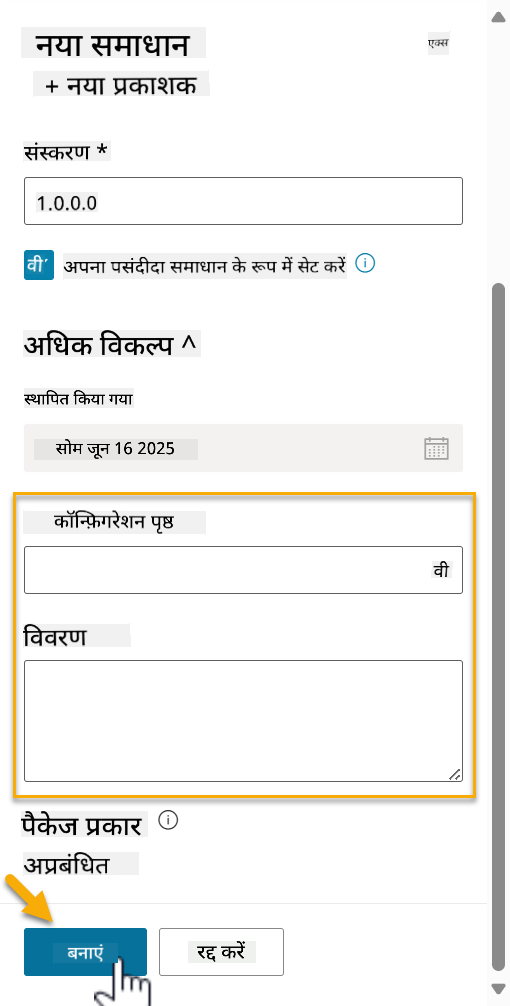 नया समाधान
एक्स
+ नया प्रकाशक
संस्करण *
1.0.0.0
वी अपना पसंदीदा समाधान के रूप में सेट करें
अधिक विकल्प ^
स्थापित किया गया
सोम जून 16 2025
कॉन्फ़िगरेशन पृष्ठ
वी
विवरण
पैकेज प्रकार
अप्रबंधित
बनाएं
रद्द करें